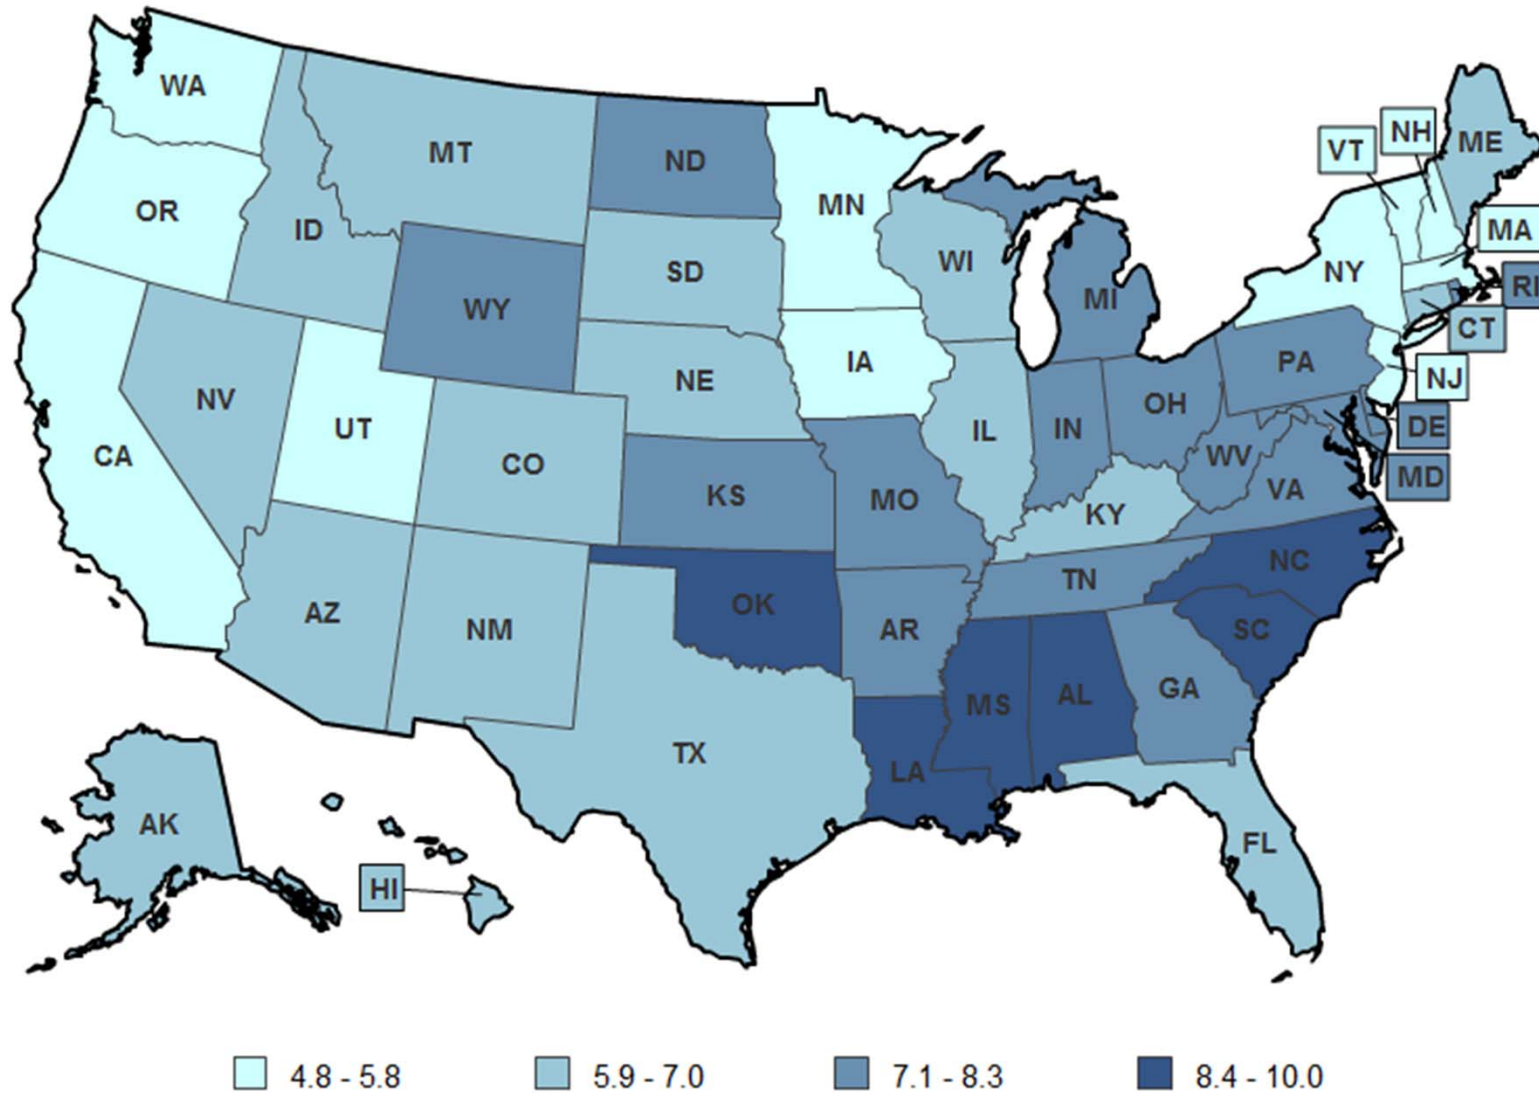 WA
MT
ND
MN
VT
NH
ME
OR
ID
SD
WI
MI
NY
MA
RI
WY
CT
NV
UT
NE
IA
PA
NJ
CA
CO
KS
MO
IL
IN
OH
WV
VA
DE
MD
KY
AZ
NM
OK
AR
TN
NC
SC
TX
LA
MS
AL
GA
AK
HI
FL
4.8 - 5.8
5.9 - 7.0
7.1 - 8.3
8.4 - 10.0